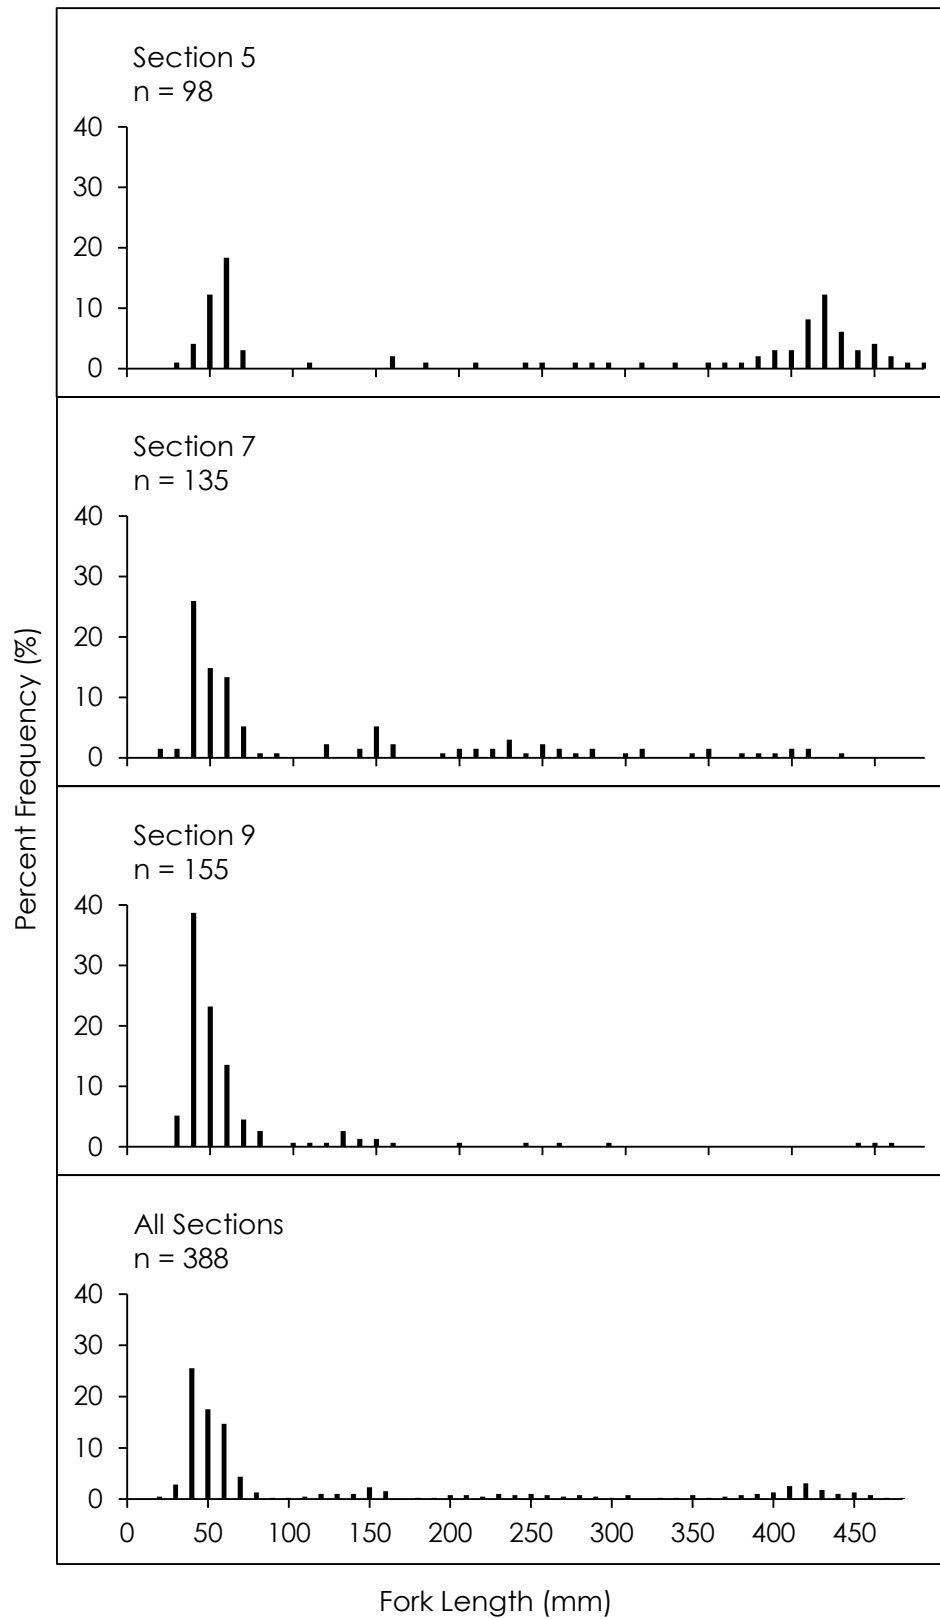 Section 5
n = 98
40
30
20
10
0
Section 7
n = 135
40
30
20
10
0
Percent Frequency (%)
Section 9
n = 155
40
30
20
10
0
All Sections
n = 388
40
30
20
10
0
0 50 100 150 200 250 300 350 400 450
Fork Length (mm)